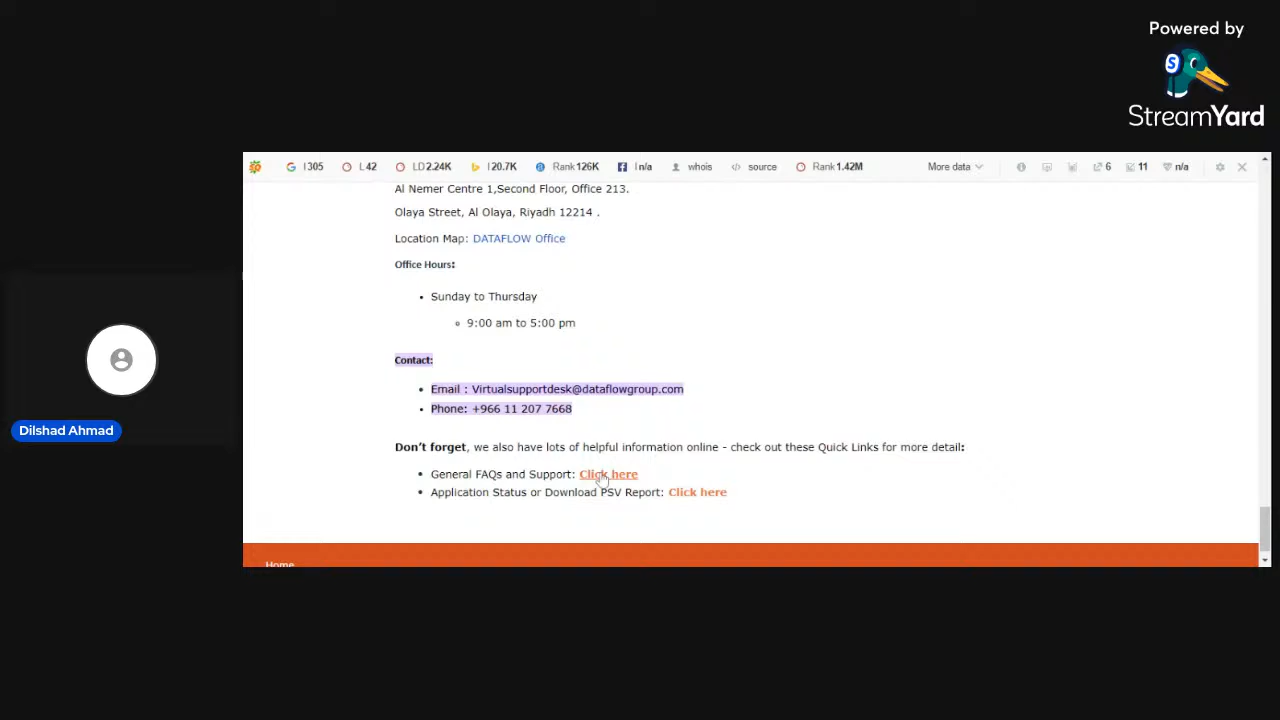 Powered by
StreamYard
I305 L42 LD2.24K I20.7K Rank126K I n/a whois source Rank1.42M More data 6 11 n/a
Al Nemer Centre 1,Second Floor, Office 213.
Olaya Street, Al Olaya, Riyadh 12214 .
Location Map: DATAFLOW Office
Office Hours:
Sunday to Thursday
9:00 am to 5:00 pm
Contact:
Email : Virtualsupportdesk@dataflowgroup.com
Phone: +966 11 207 7668
Dilshad Ahmad
Don't forget, we also have lots of helpful information online - check out these Quick Links for more detail:
General FAQs and Support: Click here
Application Status or Download PSV Report: Click here
Home